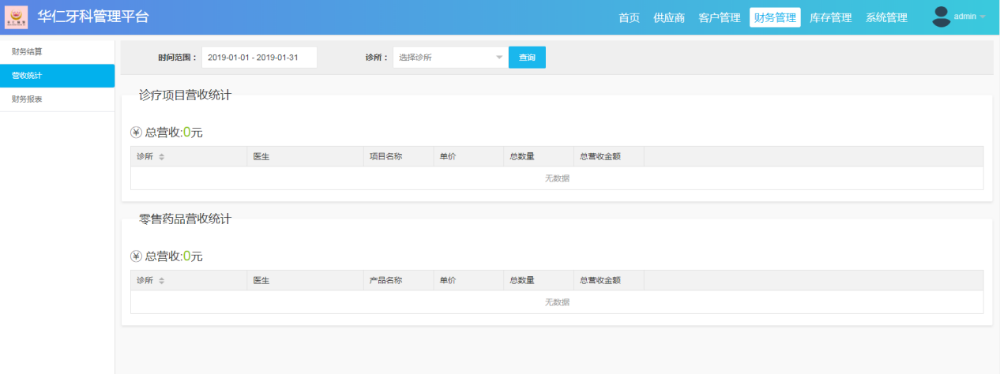 华仁牙科管理平台
首页 供应商 客户管理 财务管理 库存管理 系统管理 admin
财务结算
营收统计
财务报表
时间范围： 2019-01-01 - 2019-01-31 诊所： 选择诊所 查询
诊疗项目营收统计
¥ 总营收:0元
诊所 医生 项目名称 单价 总数量 总营收金额
无数据
零售药品营收统计
¥ 总营收:0元
诊所 医生 产品名称 单价 总数量 总营收金额
无数据